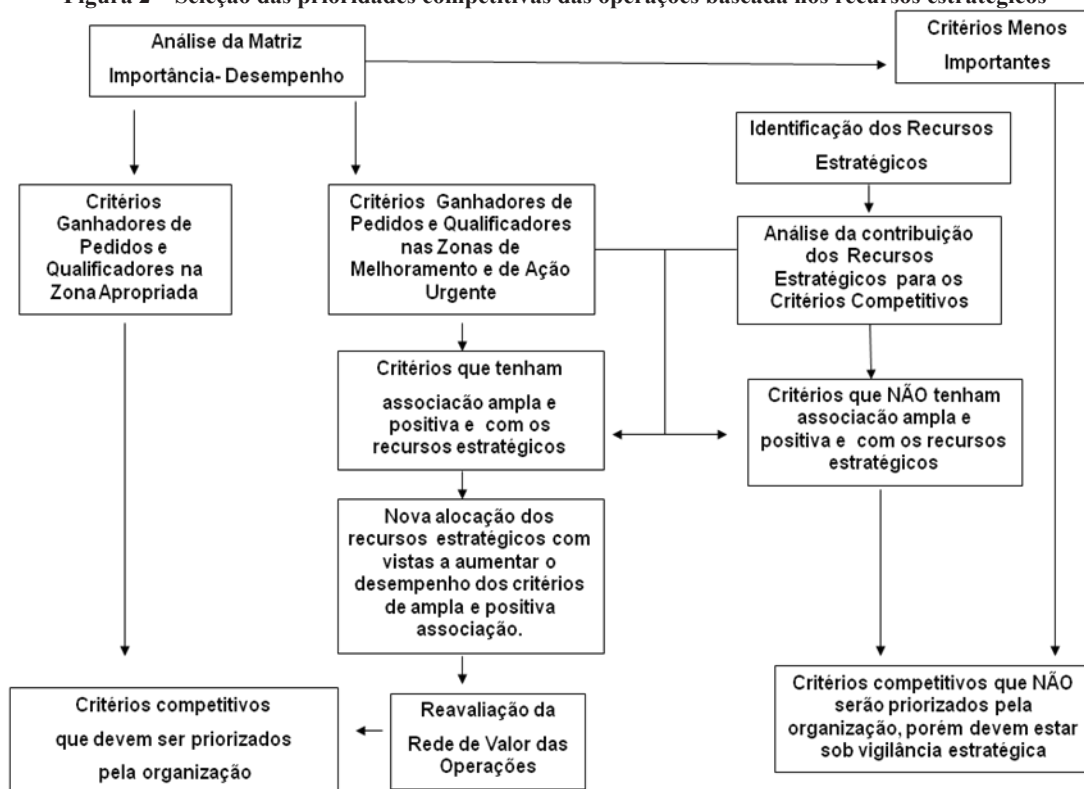 Figura 2 – Seleção das prioridades competitivas das operações baseada nos recursos estratégicos
Análise da Matriz
Importância- Desempenho
Critérios Menos
Importantes
Identificação dos Recursos
Estratégicos
Critérios
Ganhadores de
Pedidos e
Qualificadores na
Zona Apropriada
Critérios Ganhadores de
Pedidos e Qualificadores
nas Zonas de
Melhoramento e de Ação
Urgente
Análise da contribuição
dos Recursos
Estratégicos para os
Critérios Competitivos
Critérios que tenham
associacão ampla e
positiva e com os
recursos estratégicos
Critérios que NÃO tenham
associacão ampla e
positiva e com os recursos
estratégicos
Nova alocação dos
recursos estratégicos com
vistas a aumentar o
desempenho dos critérios
de ampla e positiva
associação.
Critérios competitivos
que devem ser priorizados
pela organização
Reavaliação da
Rede de Valor das
Operações
Critérios competitivos que NÃO
serão priorizados pela
organização, porém devem estar
sob vigilância estratégica